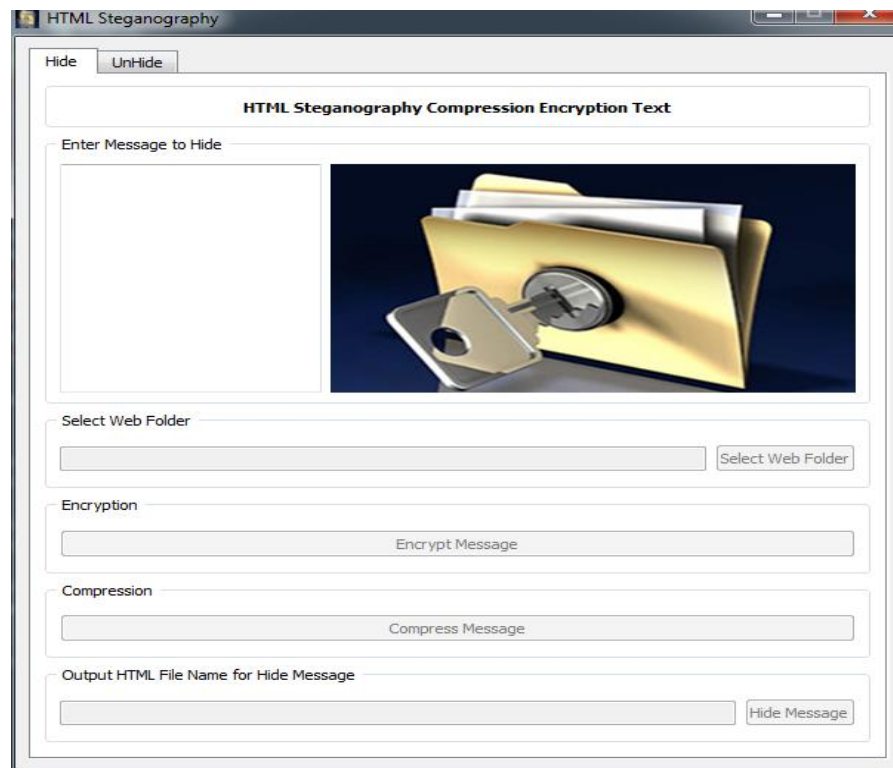 HTML Steganography
Hide UnHide
HTML Steganography Compression Encryption Text
Enter Message to Hide
Select Web Folder
Select Web Folder
Encryption
Encrypt Message
Compression
Compress Message
Output HTML File Name for Hide Message
Hide Message